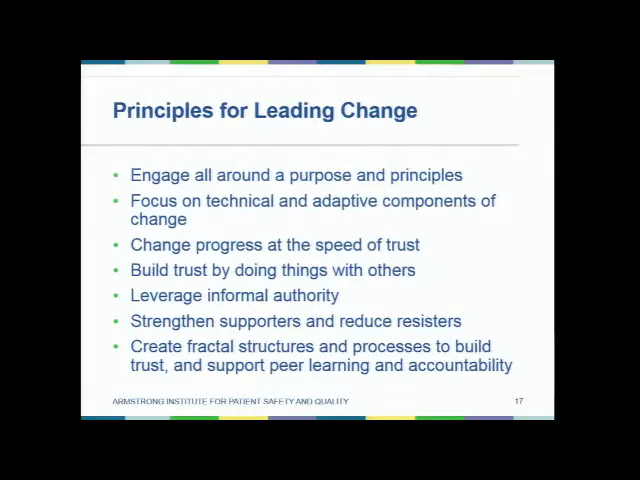 Principles for Leading Change
• Engage all around a purpose and principles
• Focus on technical and adaptive components of
change
• Change progress at the speed of trust
• Build trust by doing things with others
• Leverage informal authority
• Strengthen supporters and reduce resisters
• Create fractal structures and processes to build
trust, and support peer learning and accountability
ARMSTRONG INSTITUTE FOR PATIENT SAFETY AND QUALITY
17